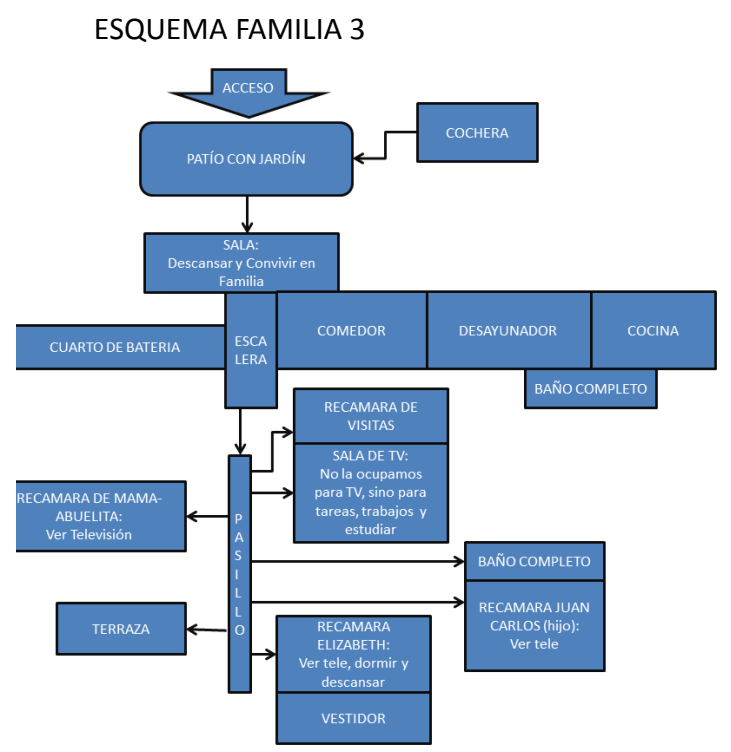 ESQUEMA FAMILIA 3
ACCESO
COCHERA
PATÍO CON JARDÍN
SALA:
Descansar y Convivir en
Familia
CUARTO DE BATERIA
ESCA
LERA
COMEDOR
DESAYUNADOR
COCINA
BAÑO COMPLETO
RECAMARA DE
VISITAS
SALA DE TV:
No la ocupamos
para TV, sino para
tareas, trabajos y
estudiar
RECAMARA DE MAMA-
ABUELITA:
Ver Televisión
P
A
S
I
L
L
O
BAÑO COMPLETO
RECAMARA JUAN
CARLOS (hijo):
Ver tele
TERRAZA
RECAMARA
ELIZABETH:
Ver tele, dormir y
descansar
VESTIDOR